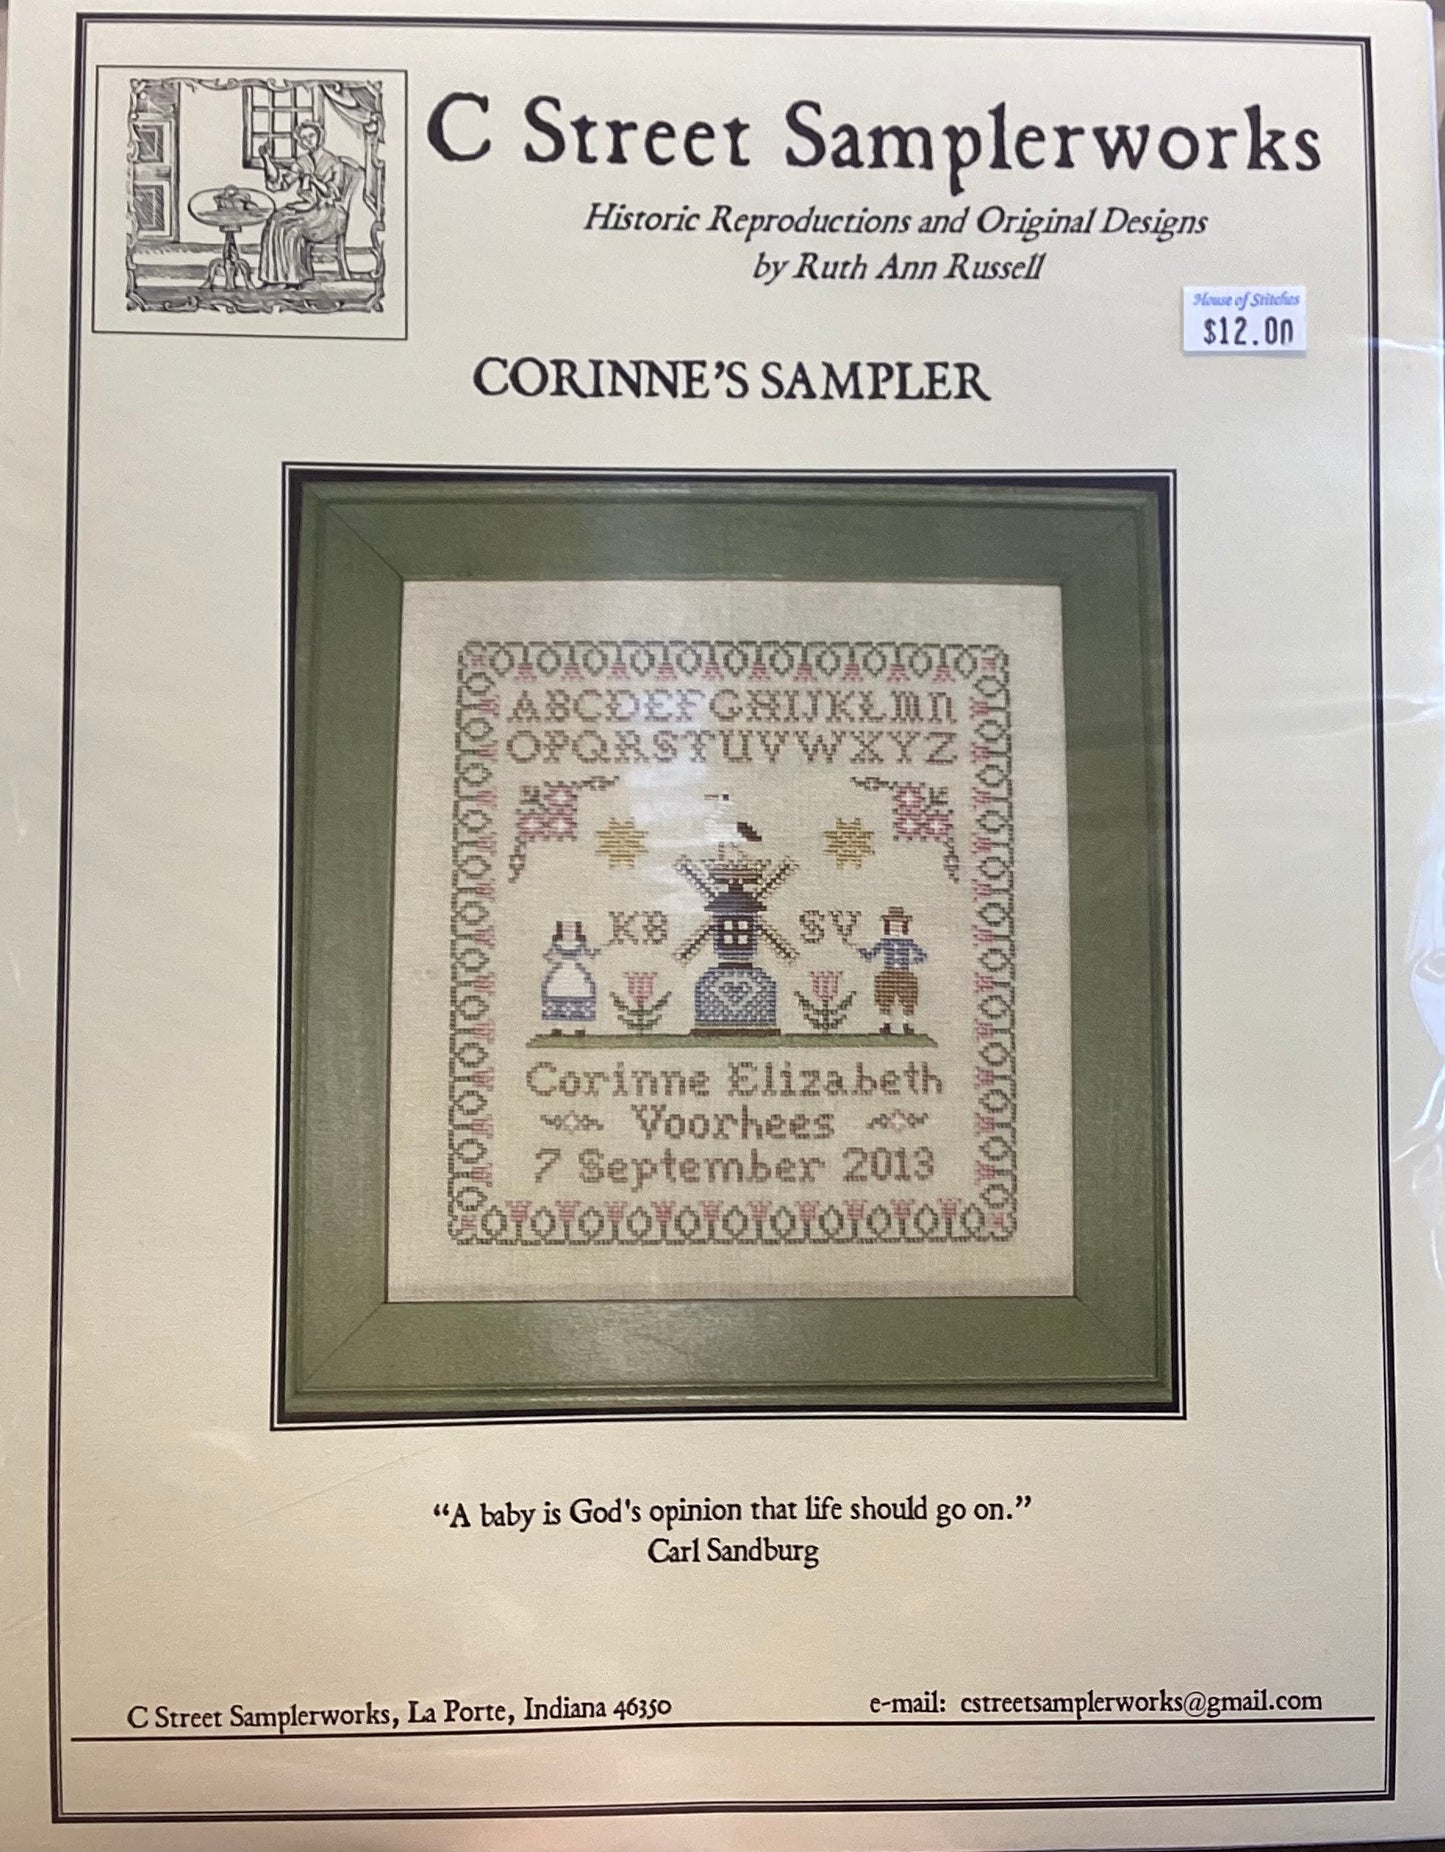 C Street Samplerworks
Historic Reproductions and Original Designs
by Ruth Ann Russell
House of Stitches
$12.00
CORINNE'S SAMPLER
ABCDEFGHIJKLMN
OPQRSTUVWXYZ
KB SV
Corinne Elizabeth
Voorhees
7 September 2013
“A baby is God's opinion that life should go on.”
Carl Sandburg
C Street Samplerworks, La Porte, Indiana 46350
e-mail: cstreetsamplerworks@gmail.com